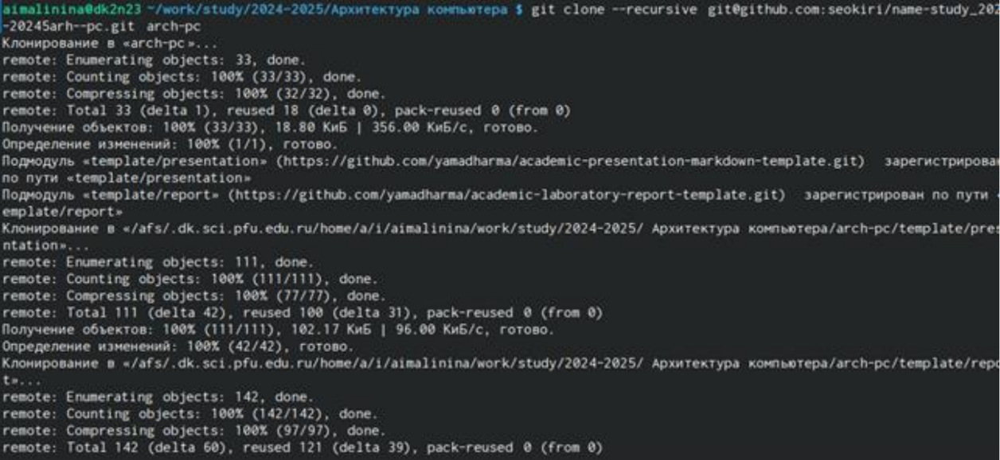 aimalinina@dk2n23 ~/work/study/2024-2025/Архитектура компьютера $ git clone --recursive git@github.com:seokiri/name-study_202
-20245arh--pc.git arch-pc
Клонирование в «arch-pc»...
remote: Enumerating objects: 33, done.
remote: Counting objects: 100% (33/33), done.
remote: Compressing objects: 100% (32/32), done.
remote: Total 33 (delta 1), reused 18 (delta 0), pack-reused 0 (from 0)
Получение объектов: 100% (33/33), 18.80 КиБ | 356.00 КиБ/с, готово.
Определение изменений: 100% (1/1), готово.
Подмодуль «template/presentation» (https://github.com/yamadharma/academic-presentation-markdown-template.git) зарегистрирован
по пути «template/presentation»
Подмодуль «template/report» (https://github.com/yamadharma/academic-laboratory-report-template.git) зарегистрирован по пути «
emplate/report»
Клонирование в «/afs/.dk.sci.pfu.edu.ru/home/a/i/aimalinina/work/study/2024-2025/ Архитектура компьютера/arch-pc/template/pres
ntation»...
remote: Enumerating objects: 111, done.
remote: Counting objects: 100% (111/111), done.
remote: Compressing objects: 100% (77/77), done.
remote: Total 111 (delta 42), reused 100 (delta 31), pack-reused 0 (from 0)
Получение объектов: 100% (111/111), 102.17 КиБ | 96.00 КиБ/с, готово.
Определение изменений: 100% (42/42), готово.
Клонирование в «/afs/.dk.sci.pfu.edu.ru/home/a/i/aimalinina/work/study/2024-2025/ Архитектура компьютера/arch-pc/template/repo
t»...
remote: Enumerating objects: 142, done.
remote: Counting objects: 100% (142/142), done.
remote: Compressing objects: 100% (97/97), done.
remote: Total 142 (delta 60), reused 121 (delta 39), pack-reused 0 (from 0)